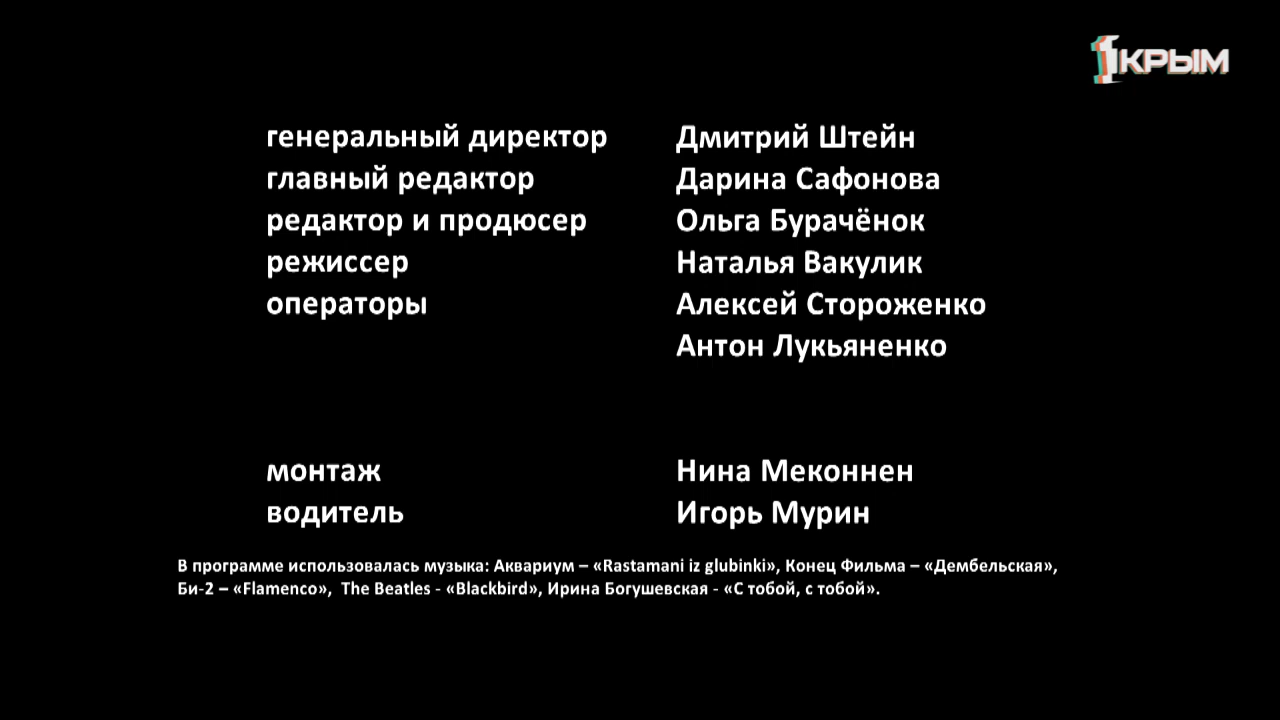 1КРЫМ
генеральный директор Дмитрий Штейн
главный редактор Дарина Сафонова
редактор и продюсер Ольга Бурачёнок
режиссер Наталья Вакулик
операторы Алексей Стороженко
Антон Лукьяненко
монтаж Нина Меконнен
водитель Игорь Мурин
В программе использовалась музыка: Аквариум – «Rastamani iz glubinki», Конец Фильма – «Дембельская»,
Би-2 – «Flamenco»,  The Beatles - «Blackbird», Ирина Богушевская - «С тобой, с тобой».